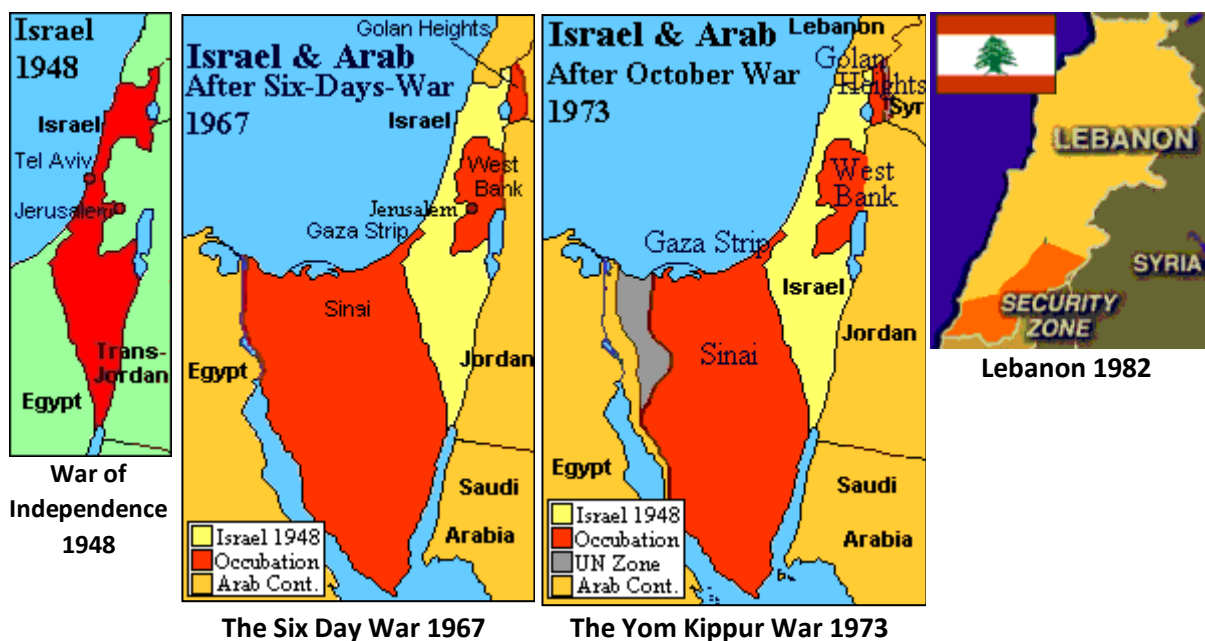 Israel
1948
Israel
Tel Aviv
Jerusalem
Trans-
Jordan
Egypt
War of
Independence
1948
Golan Heights
Israel & Arab
After Six-Days-War
1967
Israel
West
Bank
Jerusalem
Gaza Strip
Sinai
Egypt
Jordan
Saudi
Arabia
Israel 1948
Occubation
Arab Cont.
The Six Day War 1967
Israel & Arab
After October War
1973
Lebanon
Golan
Heights
Syr
West
Bank
Gaza Strip
Israel
Sinai
Jordan
Egypt
Saudi
Arabia
Israel 1948
Occubation
UN Zone
Arab Cont.
The Yom Kippur War 1973
LEBANON
SYRIA
SECURITY
ZONE
Lebanon 1982